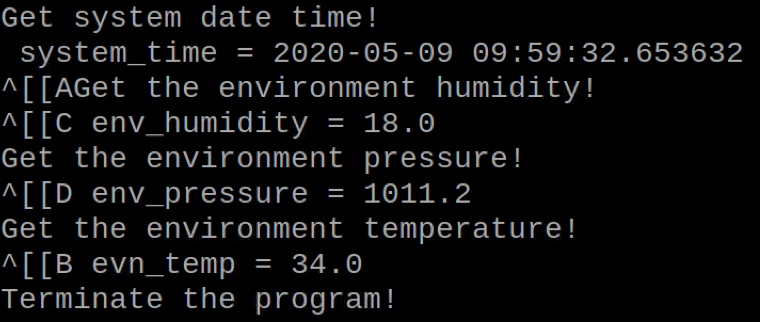 Get system date time!
system_time = 2020-05-09 09:59:32.653632
^[[AGet the environment humidity!
^[[C env_humidity = 18.0
Get the environment pressure!
^[[D env_pressure = 1011.2
Get the environment temperature!
^[[B evn_temp = 34.0
Terminate the program!